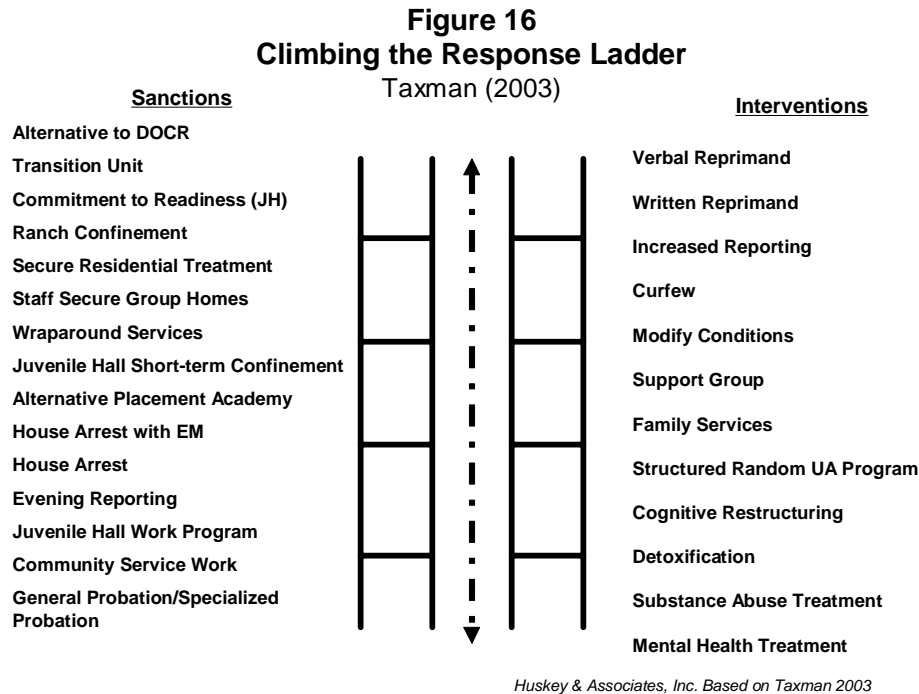 Figure 16
Climbing the Response Ladder
Taxman (2003)
Sanctions
Alternative to DOCR
Transition Unit
Commitment to Readiness (JH)
Ranch Confinement
Secure Residential Treatment
Staff Secure Group Homes
Wraparound Services
Juvenile Hall Short-term Confinement
Alternative Placement Academy
House Arrest with EM
House Arrest
Evening Reporting
Juvenile Hall Work Program
Community Service Work
General Probation/Specialized
Probation
Interventions
Verbal Reprimand
Written Reprimand
Increased Reporting
Curfew
Modify Conditions
Support Group
Family Services
Structured Random UA Program
Cognitive Restructuring
Detoxification
Substance Abuse Treatment
Mental Health Treatment
Huskey & Associates, Inc. Based on Taxman 2003